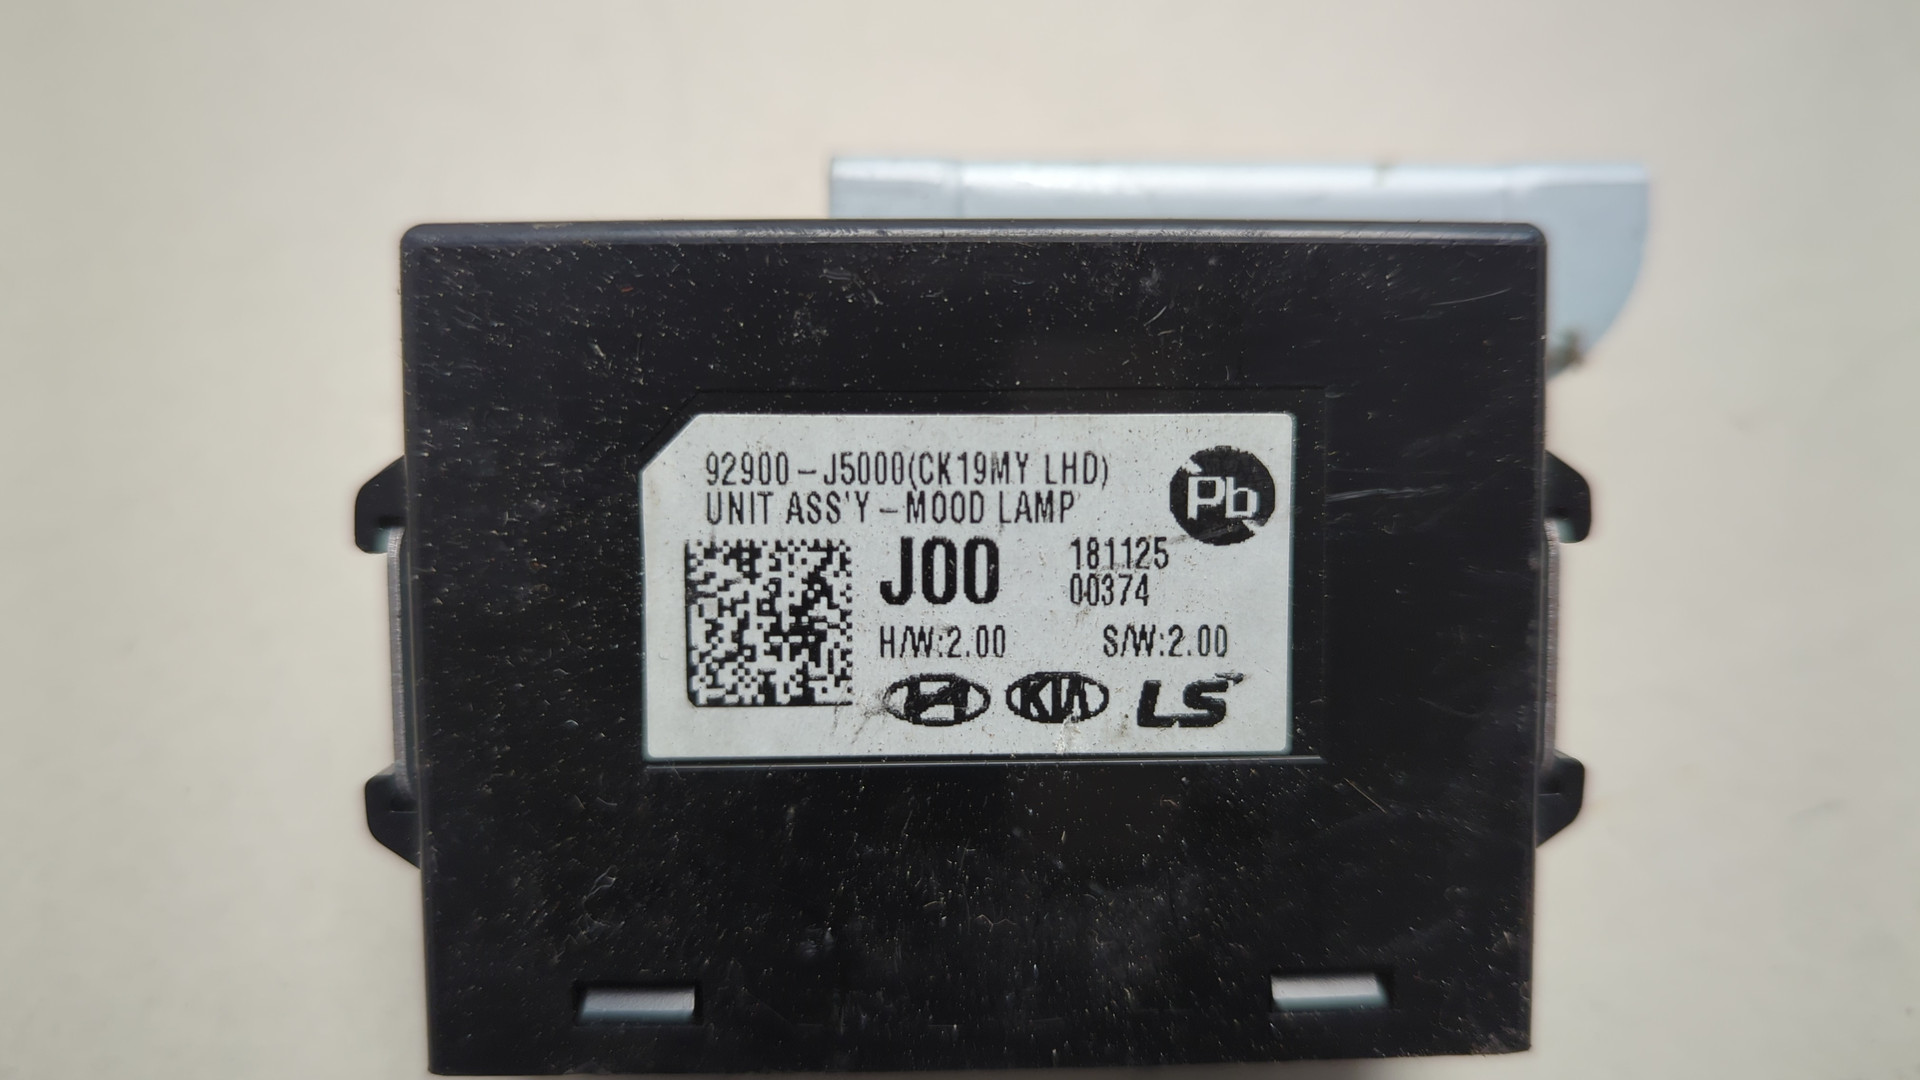 92900-J5000(CK19MY LHD)
UNIT ASS'Y-MOOD LAMP
Pb
J00
181125
00374
H/W:2.00
S/W:2.00
KIA
LS